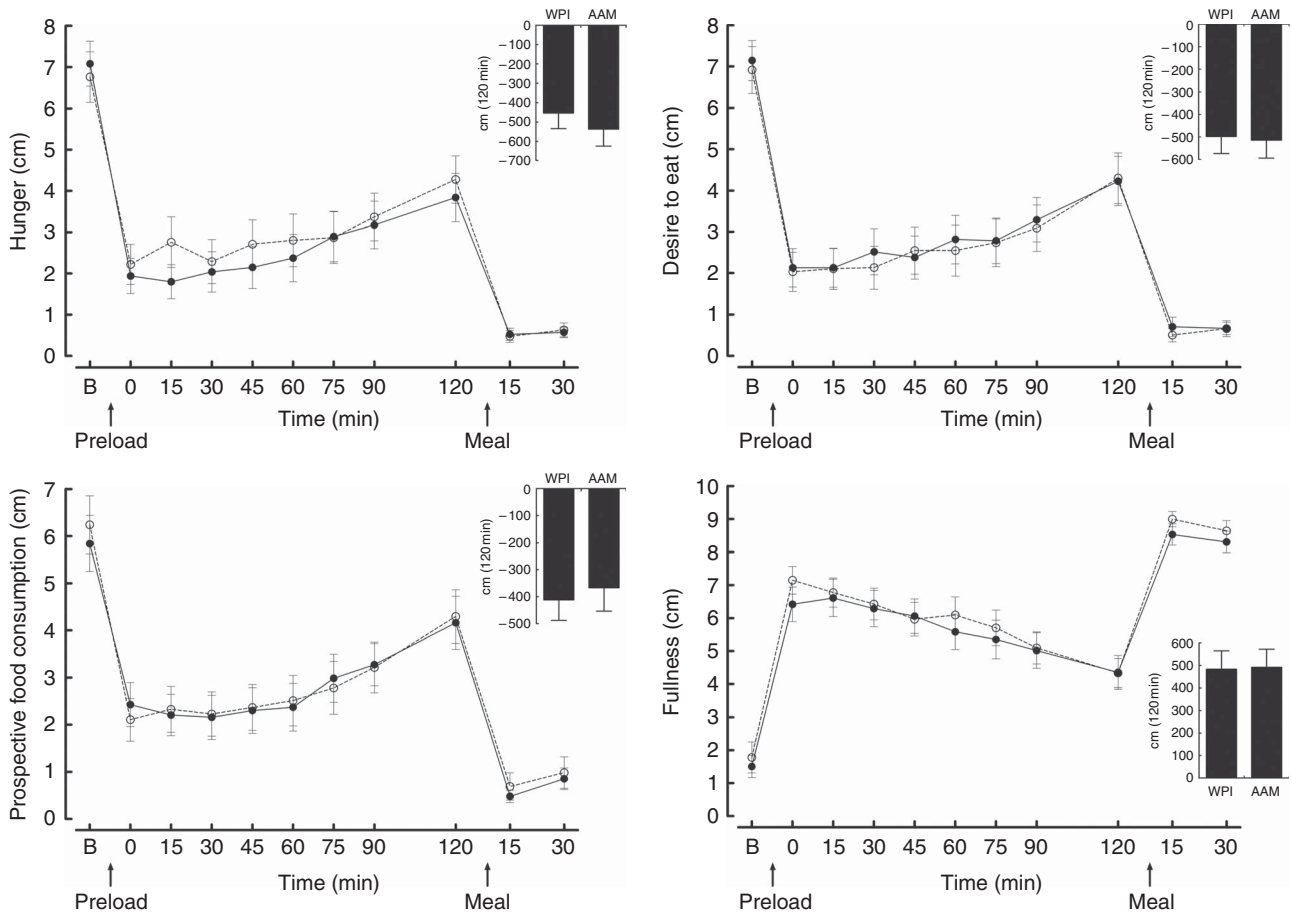 Hunger (cm)
8
7
6
5
4
3
2
1
0
B 0 15 30 45 60 75 90 120 15 30
Time (min)
Preload
Meal
WPI AAM
cm (120 min)
0
−100
−200
−300
−400
−500
−600
−700
Desire to eat (cm)
8
7
6
5
4
3
2
1
0
B 0 15 30 45 60 75 90 120 15 30
Time (min)
Preload
Meal
WPI AAM
cm (120 min)
0
−100
−200
−300
−400
−500
−600
Prospective food consumption (cm)
7
6
5
4
3
2
1
0
B 0 15 30 45 60 75 90 120 15 30
Time (min)
Preload
Meal
WPI AAM
cm (120 min)
0
−100
−200
−300
−400
−500
Fullness (cm)
10
9
8
7
6
5
4
3
2
1
0
B 0 15 30 45 60 75 90 120 15 30
Time (min)
Preload
Meal
cm (120 min)
600
500
400
300
200
100
0
WPI AAM